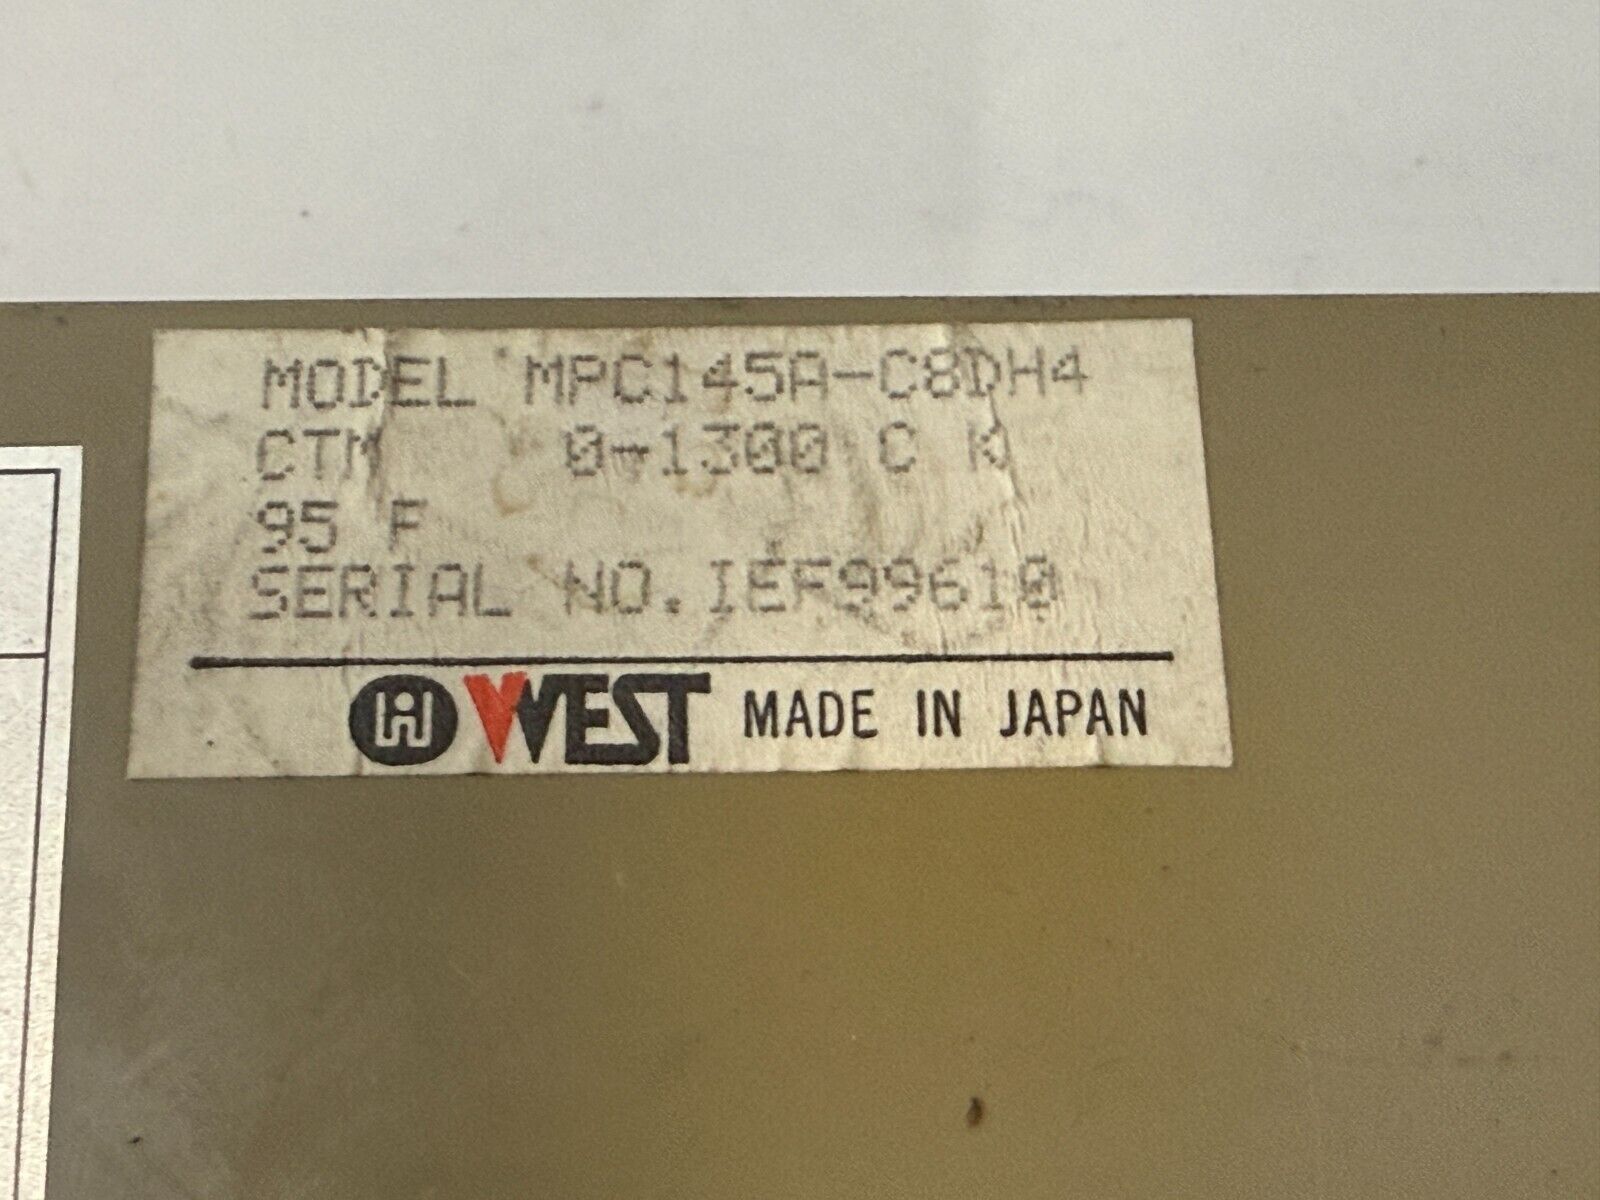 MODEL MPC145A-C8DH4
CTM 0-1300 C K
95 F
SERIAL NO.IEF99610
WEST MADE IN JAPAN